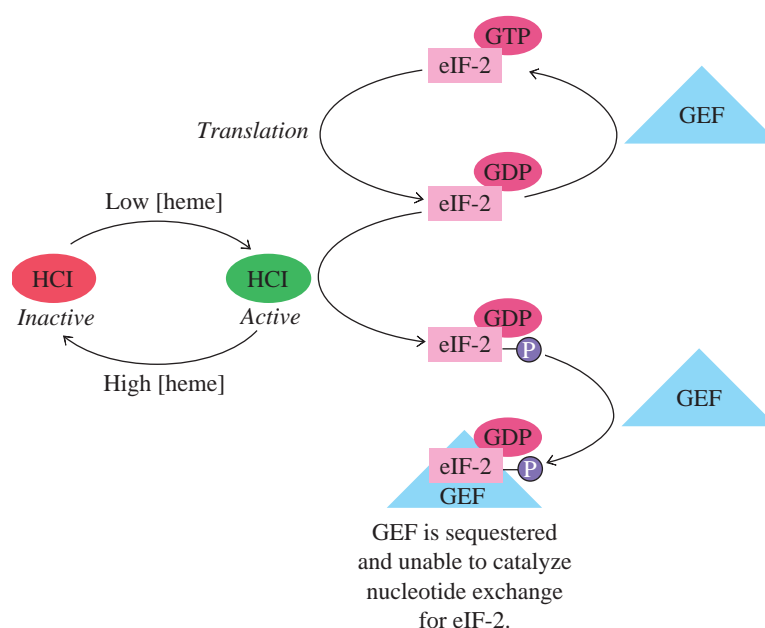 GTP
eIF-2
GEF
Translation
GDP
eIF-2
Low [heme]
HCI
HCI
Inactive
Active
High [heme]
GDP
eIF-2
P
GEF
GDP
eIF-2
P
GEF
GEF is sequestered
and unable to catalyze
nucleotide exchange
for eIF-2.